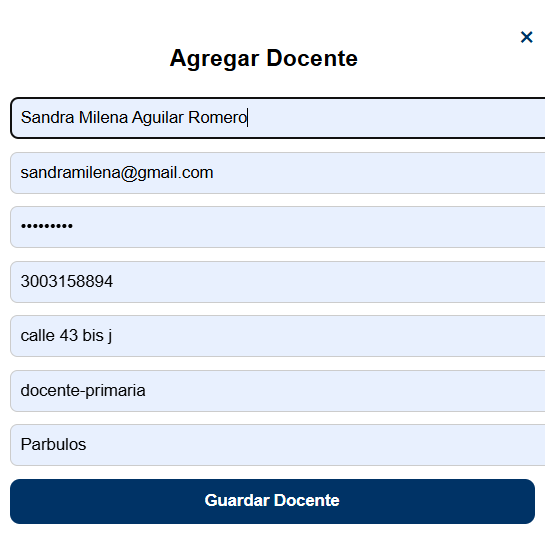 ×
Agregar Docente
Sandra Milena Aguilar Romero
sandramilena@gmail.com
•••••••••
3003158894
calle 43 bis j
docente-primaria
Parbulos
Guardar Docente